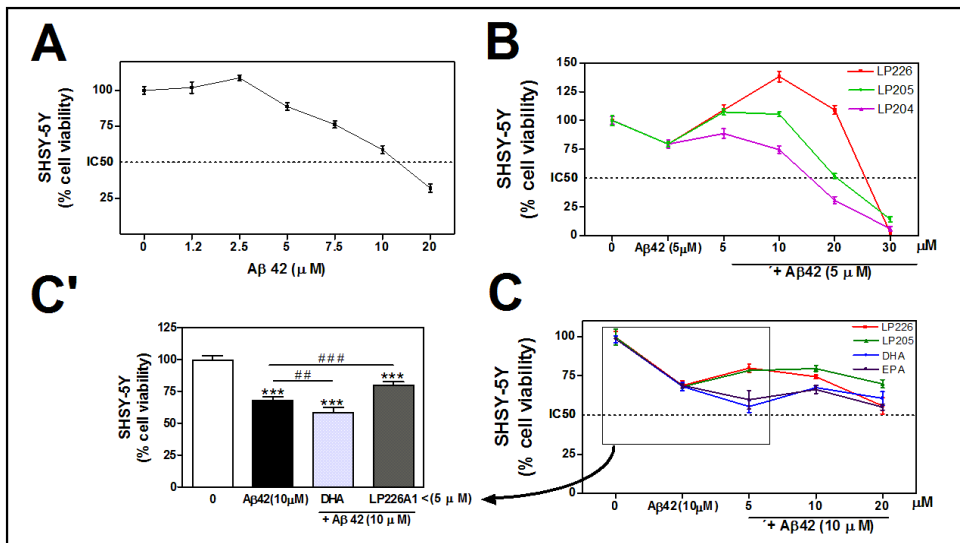 A
SHSY-5Y
(% cell viability)
100
75
IC50
25
0 1.2 2.5 5 7.5 10 20
Aβ 42 (μ M)
B
SHSY-5Y
(% cell viability)
150
125
100
75
IC50
25
0
LP226
LP205
LP204
0 Aβ42 (5μM) 5 10 20 30 μM
´+ Aβ42 (5 μ M)
C'
SHSY-5Y
(% cell viability)
125
100
75
50
25
0
***
##
***
###
***
0 Aβ42(10μM) DHA LP226A1 <(5 μ M)
+ Aβ 42 (10 μ M)
C
SHSY-5Y
(% cell viability)
100
75
IC50
25
0
LP226
LP205
DHA
EPA
0 Aβ42(10μM) 5 10 20 μM
´+ Aβ42 (10 μ M)